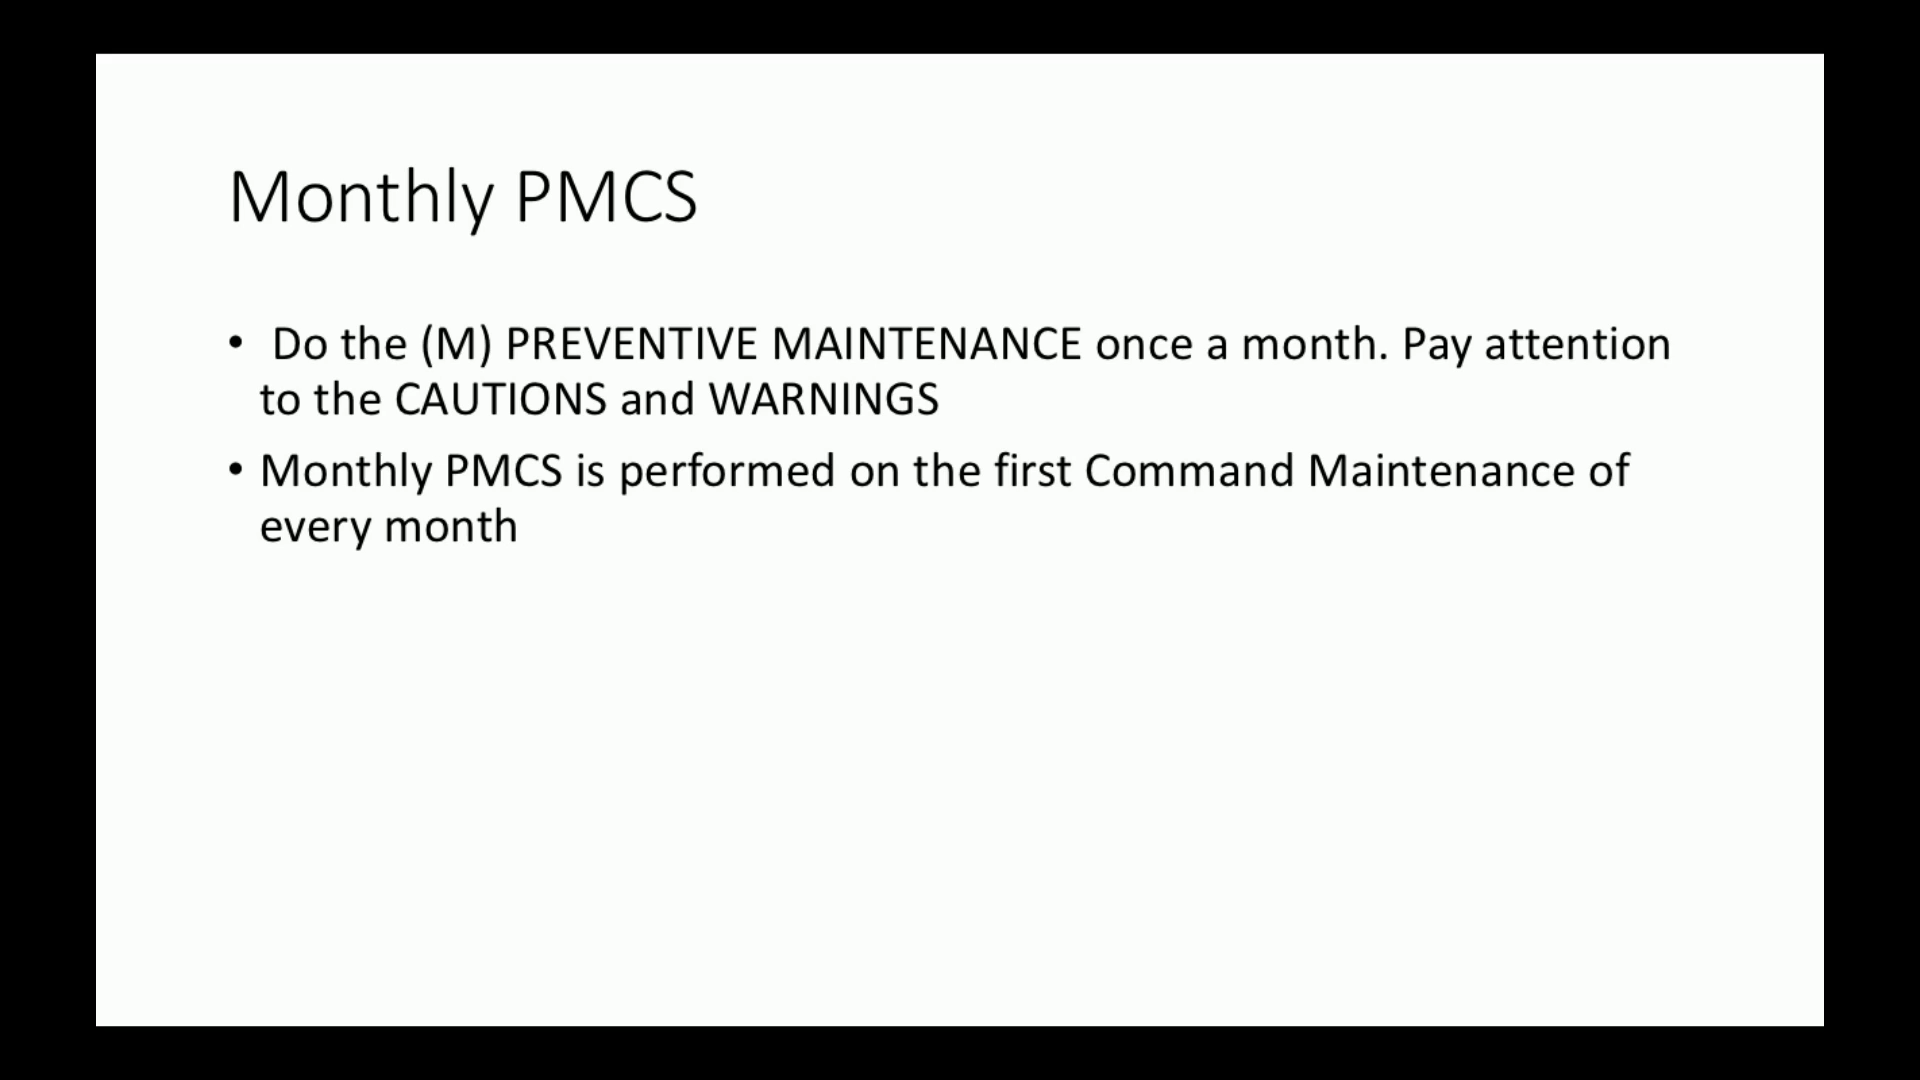 Monthly PMCS
• Do the (M) PREVENTIVE MAINTENANCE once a month. Pay attention
to the CAUTIONS and WARNINGS
• Monthly PMCS is performed on the first Command Maintenance of
every month